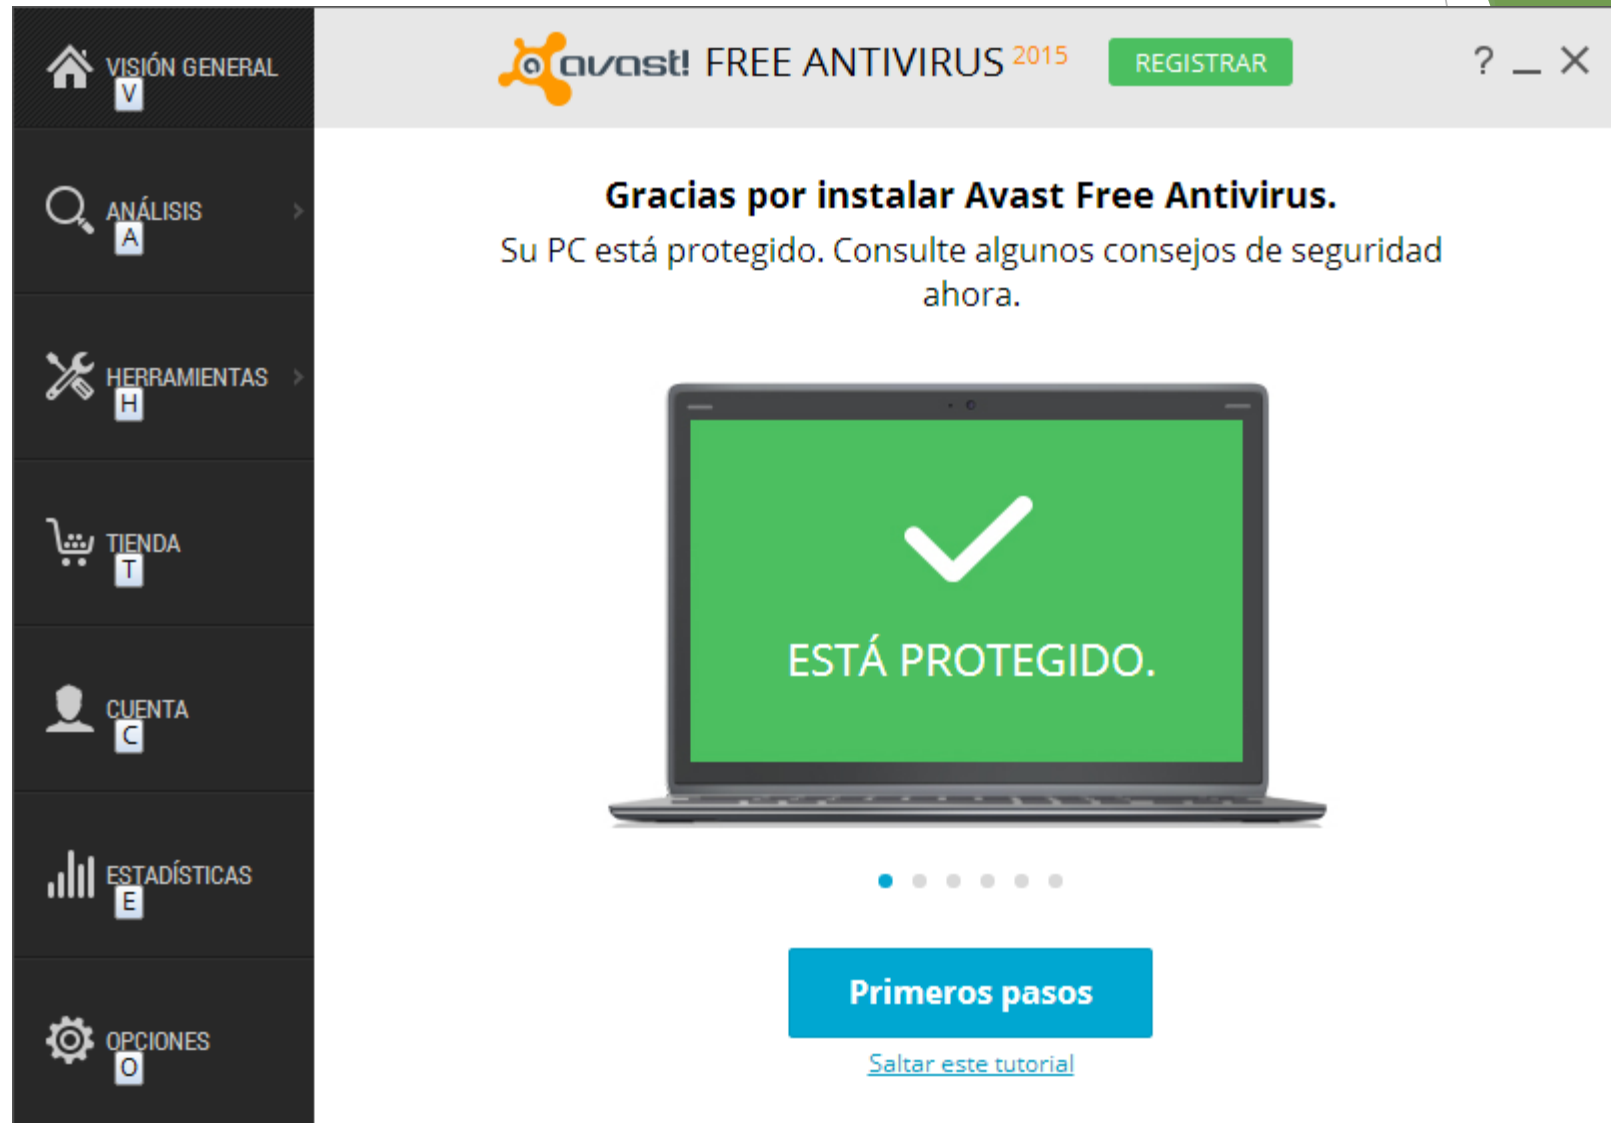 VISIÓN GENERAL
V
ANÁLISIS
A
HERRAMIENTAS
H
TIENDA
T
CUENTA
C
ESTADÍSTICAS
E
OPCIONES
O
a avast! FREE ANTIVIRUS 2015 REGISTRAR ?
Gracias por instalar Avast Free Antivirus.
Su PC está protegido. Consulte algunos consejos de seguridad
ahora.
ESTÁ PROTEGIDO.
Primeros pasos
Saltar este tutorial